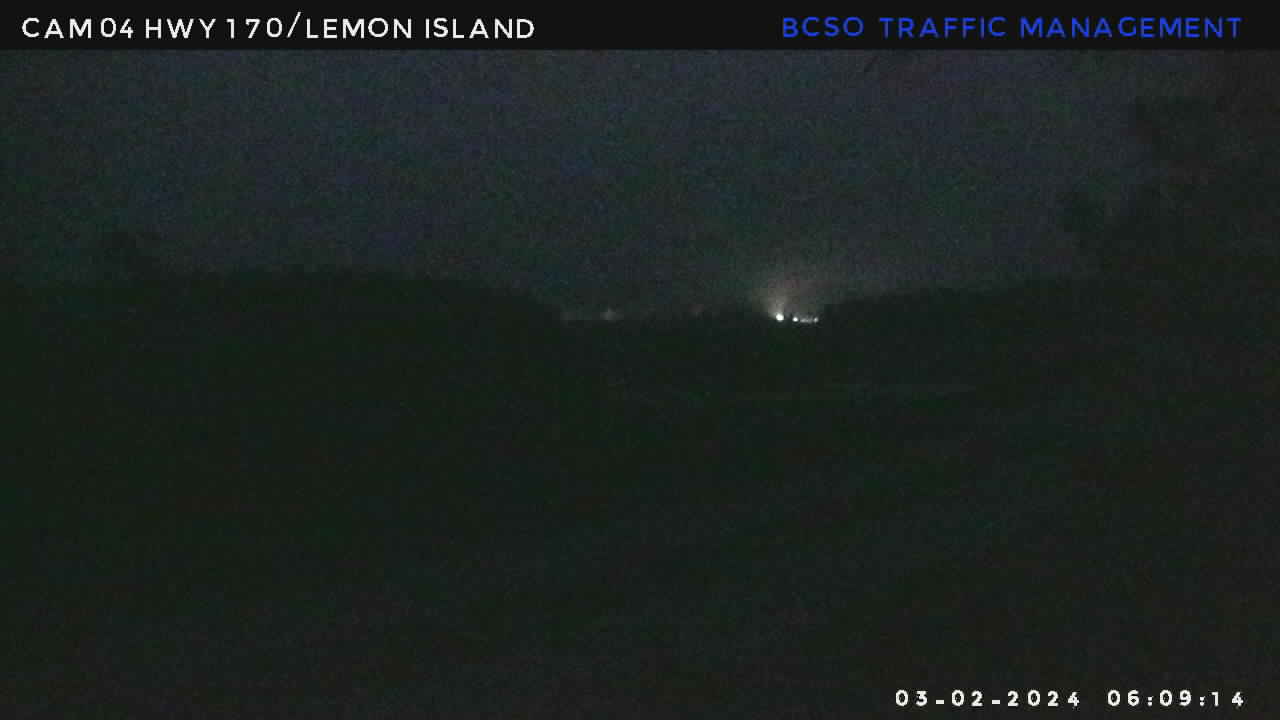 CAM 04 HWY 170/LEMON ISLAND
BCSO TRAFFIC MANAGEMENT
03-02-2024 06:09:14